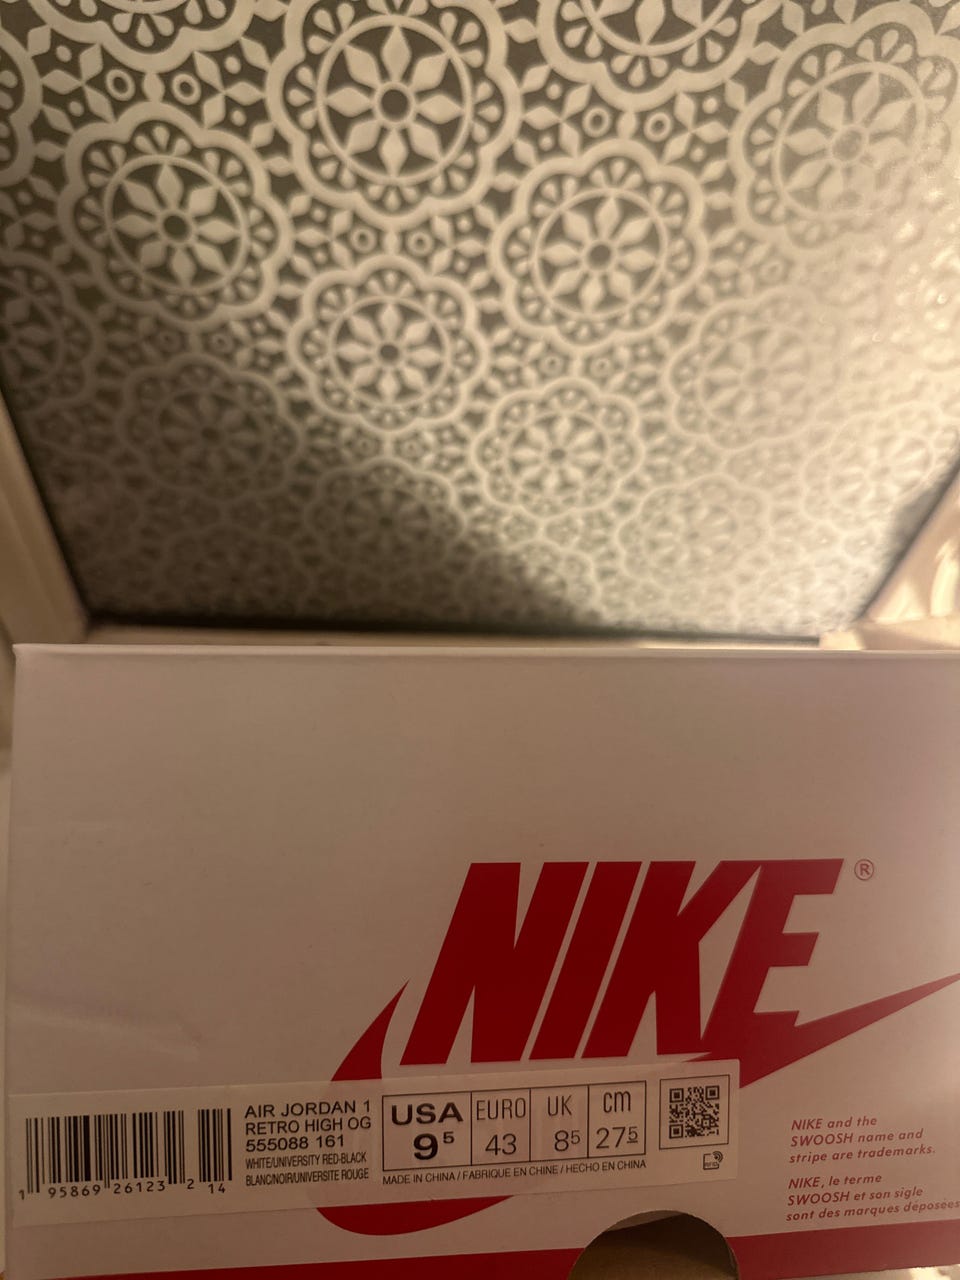 NIKE®
AIR JORDAN 1
RETRO HIGH OG
555088 161
WHITE/UNIVERSITY RED-BLACK
BLANC/NOIR/UNIVERSITE ROUGE
1 95869 26123 2 14
USA EURO UK cm
9⁵ 43 8⁵ 27⁵
MADE IN CHINA / FABRIQUE EN CHINE / HECHO EN CHINA
NIKE and the
SWOOSH name and
stripe are trademarks.
NIKE, le terme
SWOOSH et son sigle
sont des marques déposées